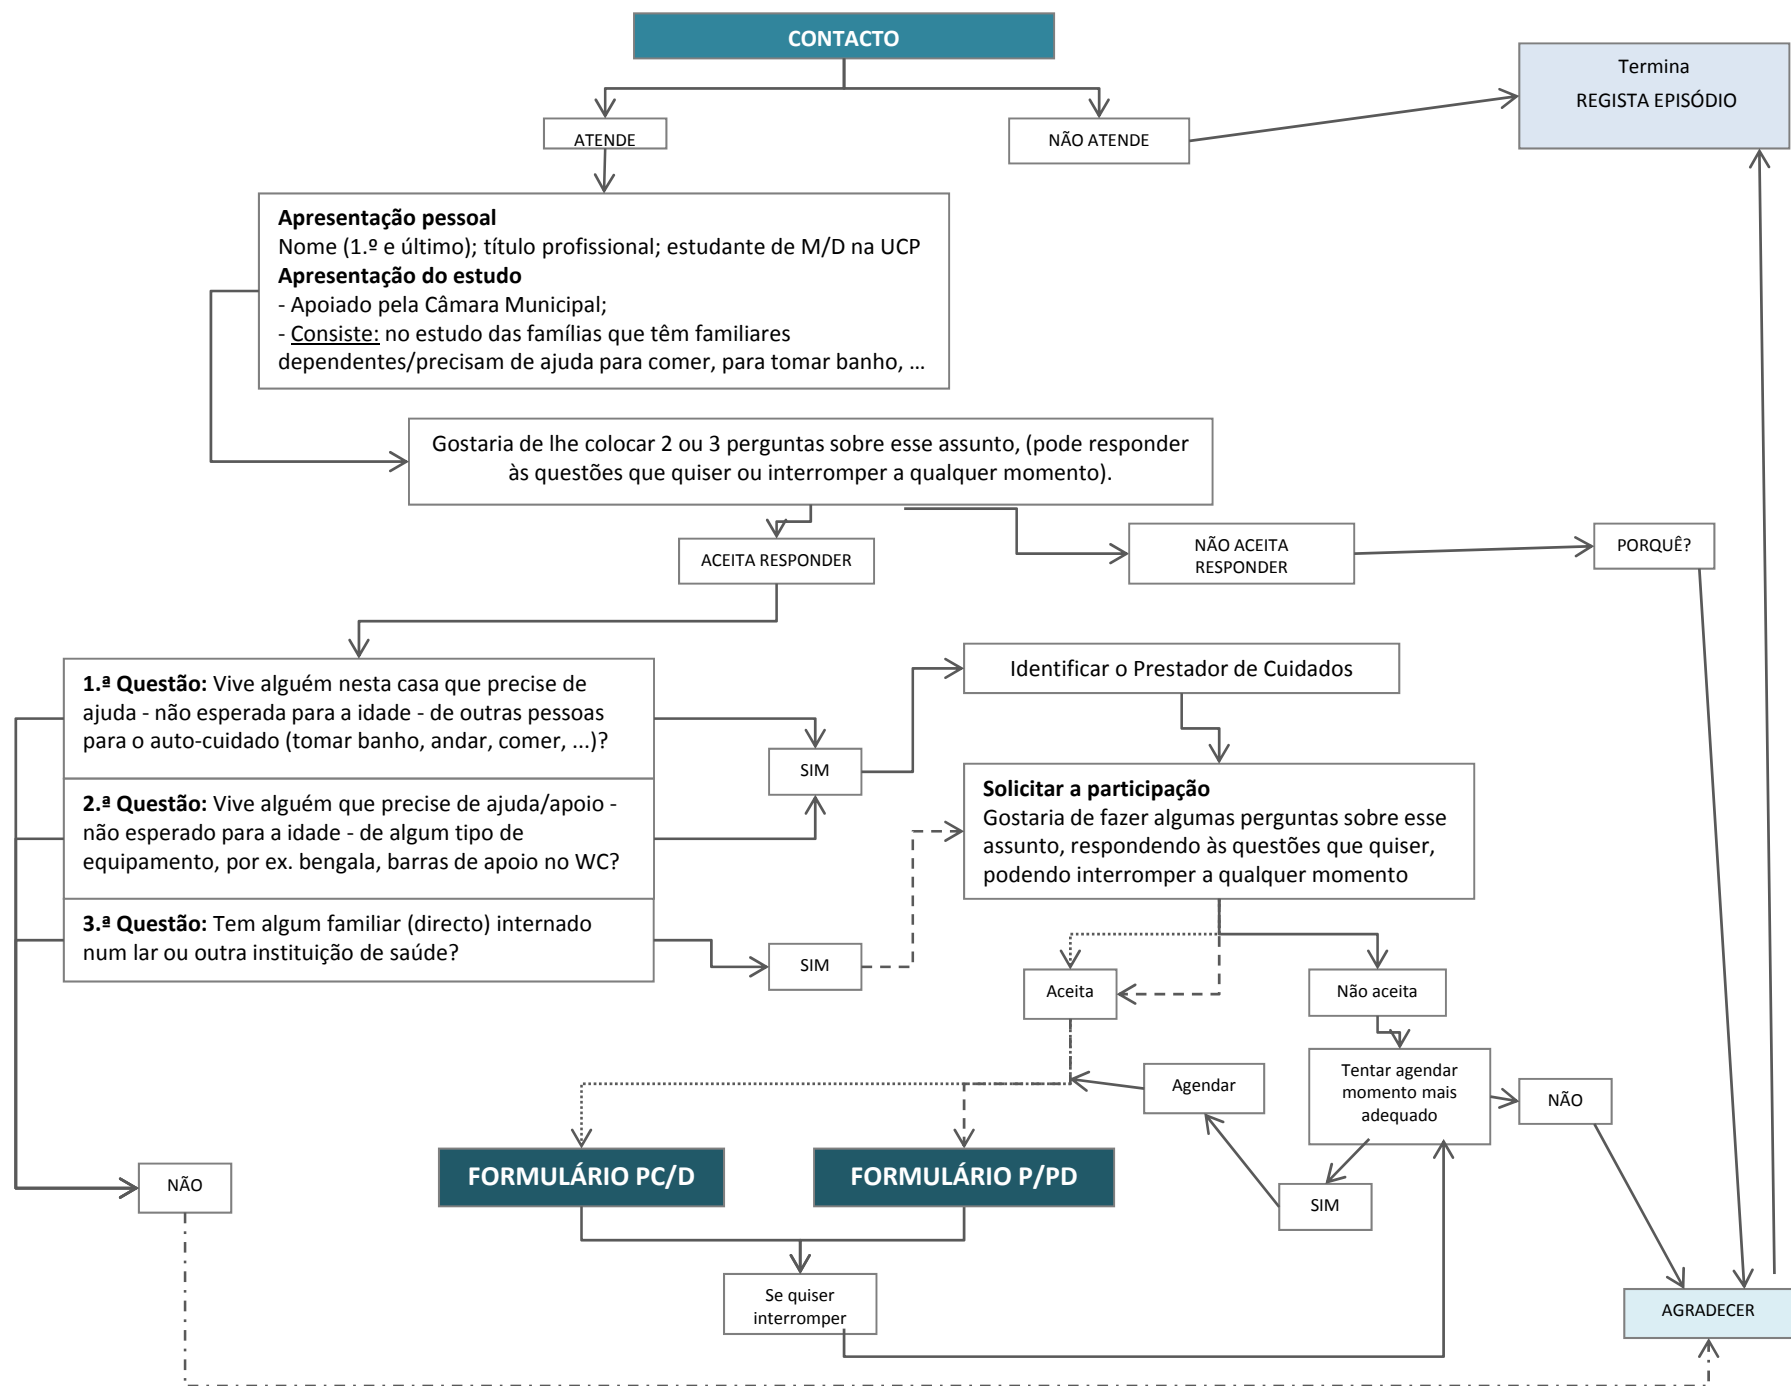 CONTACTO
Termina
REGISTA EPISÓDIO
ATENDE
NÃO ATENDE
Apresentação pessoal
Nome (1.º e último); título profissional; estudante de M/D na UCP
Apresentação do estudo
- Apoiado pela Câmara Municipal;
- Consiste: no estudo das famílias que têm familiares
dependentes/precisam de ajuda para comer, para tomar banho, ...
Gostaria de lhe colocar 2 ou 3 perguntas sobre esse assunto, (pode responder
às questões que quiser ou interromper a qualquer momento).
ACEITA RESPONDER
NÃO ACEITA
RESPONDER
PORQUÊ?
1.ª Questão: Vive alguém nesta casa que precise de
ajuda - não esperada para a idade - de outras pessoas
para o auto-cuidado (tomar banho, andar, comer, ...)?
SIM
Identificar o Prestador de Cuidados
2.ª Questão: Vive alguém que precise de ajuda/apoio -
não esperado para a idade - de algum tipo de
equipamento, por ex. bengala, barras de apoio no WC?
Solicitar a participação
Gostaria de fazer algumas perguntas sobre esse
assunto, respondendo às questões que quiser,
podendo interromper a qualquer momento
3.ª Questão: Tem algum familiar (directo) internado
num lar ou outra instituição de saúde?
SIM
Aceita
Não aceita
Agendar
Tentar agendar
momento mais
adequado
NÃO
FORMULÁRIO PC/D
FORMULÁRIO P/PD
NÃO
SIM
Se quiser
interromper
AGRADECER